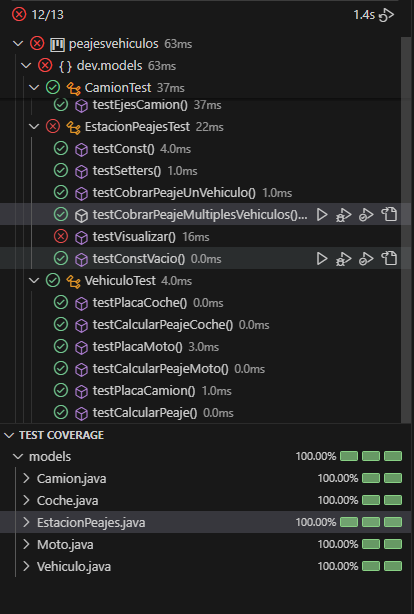 12/13 1.4s
peajesvehiculos 63ms
{ } dev.models 63ms
CamionTest 37ms
testEjesCamion() 37ms
EstacionPeajesTest 22ms
testConst() 4.0ms
testSetters() 1.0ms
testCobrarPeajeUnVehiculo() 1.0ms
testCobrarPeajeMultiplesVehiculos()...
testVisualizar() 16ms
testConstVacio() 0.0ms
VehiculoTest 4.0ms
testPlacaCoche() 0.0ms
testCalcularPeajeCoche() 0.0ms
testPlacaMoto() 3.0ms
testCalcularPeajeMoto() 0.0ms
testPlacaCamion() 1.0ms
testCalcularPeaje() 0.0ms
TEST COVERAGE
models 100.00%
Camion.java 100.00%
Coche.java 100.00%
EstacionPeajes.java 100.00%
Moto.java 100.00%
Vehiculo.java 100.00%